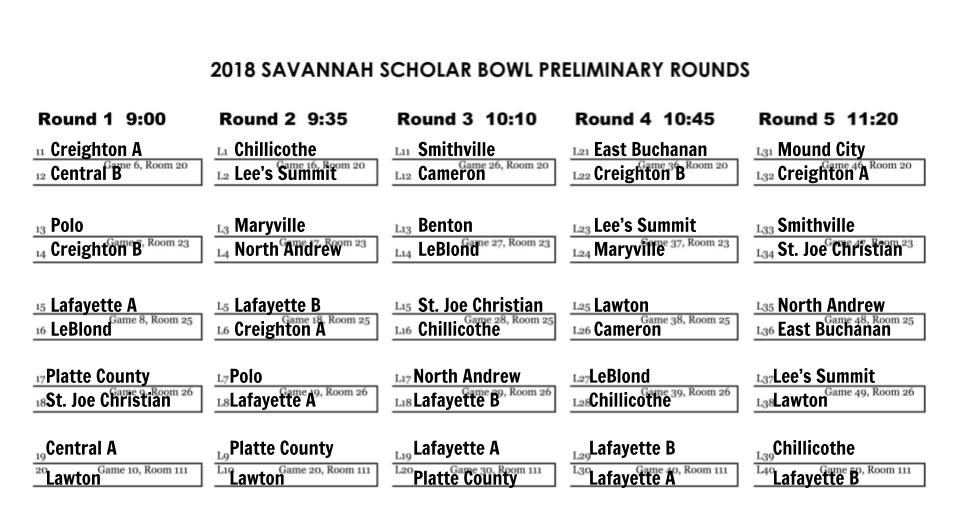 2018 SAVANNAH SCHOLAR BOWL PRELIMINARY ROUNDS
Round 1 9:00
11 Creighton A
Game 6, Room 20
12 Central B
13 Polo
Game 7, Room 23
14 Creighton B
15 Lafayette A
Game 8, Room 25
16 LeBlond
17 Platte County
Game 9, Room 26
18 St. Joe Christian
19 Central A
Game 10, Room 111
20 Lawton
Round 2 9:35
L1 Chillicothe
Game 16, Room 20
L2 Lee's Summit
L3 Maryville
Game 17, Room 23
L4 North Andrew
L5 Lafayette B
Game 18, Room 25
L6 Creighton A
L7 Polo
Game 19, Room 26
L8 Lafayette A
L9 Platte County
Game 20, Room 111
L10 Lawton
Round 3 10:10
L11 Smithville
Game 26, Room 20
L12 Cameron
L13 Benton
Game 27, Room 23
L14 LeBlond
L15 St. Joe Christian
Game 28, Room 25
L16 Chillicothe
L17 North Andrew
Game 29, Room 26
L18 Lafayette B
L19 Lafayette A
Game 30, Room 111
L20 Platte County
Round 4 10:45
L21 East Buchanan
Game 36, Room 20
L22 Creighton B
L23 Lee's Summit
Game 37, Room 23
L24 Maryville
L25 Lawton
Game 38, Room 25
L26 Cameron
L27 LeBlond
Game 39, Room 26
L28 Chillicothe
L29 Lafayette B
Game 40, Room 111
L30 Lafayette A
Round 5 11:20
L31 Mound City
Game 46, Room 20
L32 Creighton A
L33 Smithville
Game 47, Room 23
L34 St. Joe Christian
L35 North Andrew
Game 48, Room 25
L36 East Buchanan
L37 Lee's Summit
Game 49, Room 26
L38 Lawton
L39 Chillicothe
Game 50, Room 111
L40 Lafayette B